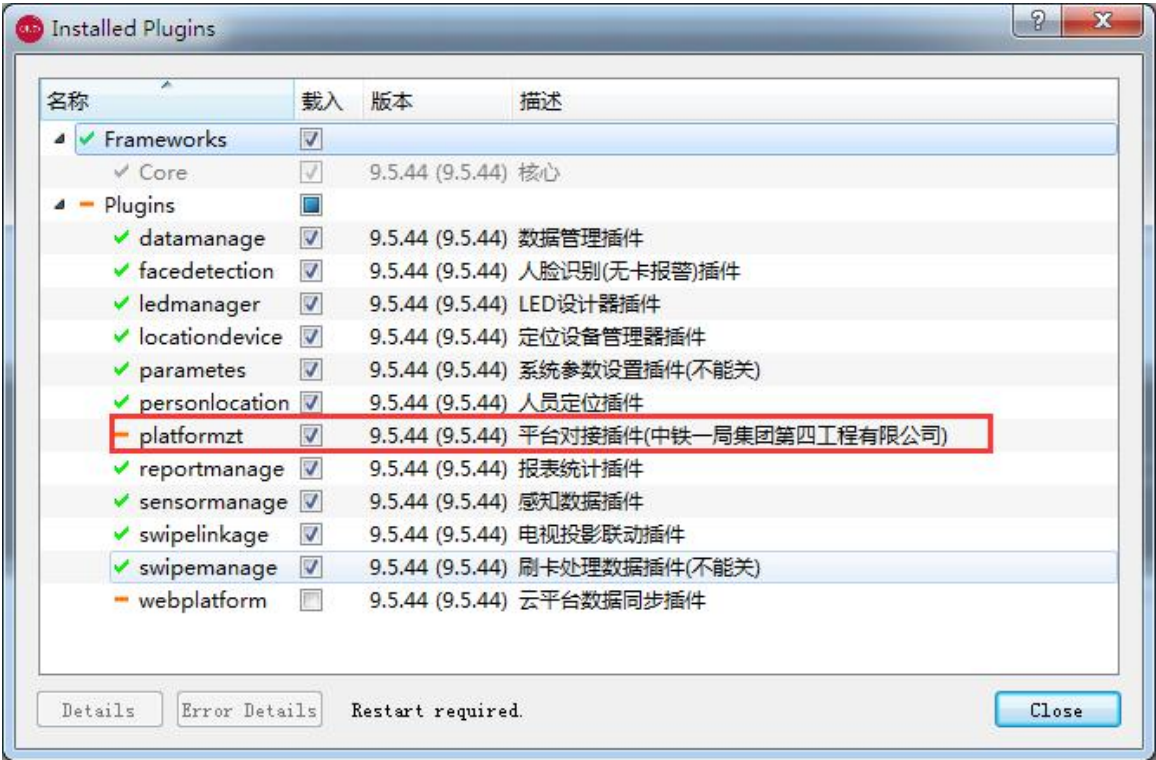 OLD Installed Plugins
名称 载入 版本 描述
Frameworks
Core 9.5.44 (9.5.44) 核心
Plugins
datamanage 9.5.44 (9.5.44) 数据管理插件
facedetection 9.5.44 (9.5.44) 人脸识别(无卡报警)插件
ledmanager 9.5.44 (9.5.44) LED设计器插件
locationdevice 9.5.44 (9.5.44) 定位设备管理器插件
parametes 9.5.44 (9.5.44) 系统参数设置插件(不能关)
personlocation 9.5.44 (9.5.44) 人员定位插件
platformzt 9.5.44 (9.5.44) 平台对接插件(中铁一局集团第四工程有限公司)
reportmanage 9.5.44 (9.5.44) 报表统计插件
sensormanage 9.5.44 (9.5.44) 感知数据插件
swipelinkage 9.5.44 (9.5.44) 电视投影联动插件
swipemanage 9.5.44 (9.5.44) 刷卡处理数据插件(不能关)
webplatform 9.5.44 (9.5.44) 云平台数据同步插件
Details Error Details Restart required. Close